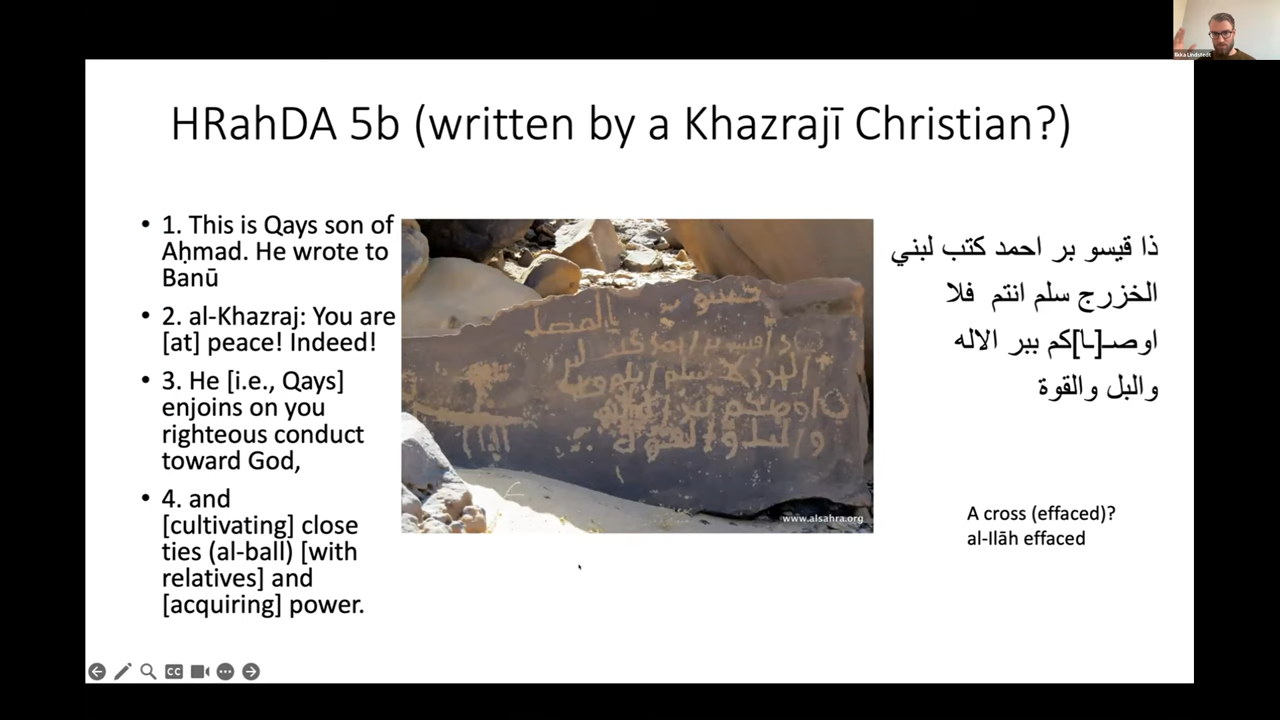 Ilkka Lindstedt
HRahDA 5b (written by a Khazrajī Christian?)
• 1. This is Qays son of
Aḥmad. He wrote to
Banū
• 2. al-Khazraj: You are
[at] peace! Indeed!
• 3. He [i.e., Qays]
enjoins on you
righteous conduct
toward God,
• 4. and
[cultivating] close
ties (al-ball) [with
relatives] and
[acquiring] power.
www.alsahra.org
ذا قيسو بر احمد كتب لبني
الخزرج سلم انتم فلا
اوصـ[ـا]كم ببر الاله
والبل والقوة
A cross (effaced)?
al-Ilāh effaced
CC